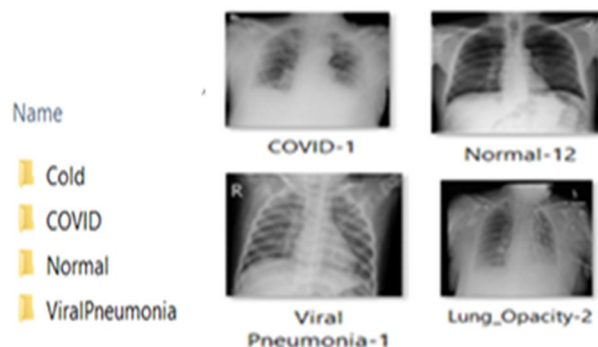 Name
Cold
COVID
Normal
ViralPneumonia
COVID-1
Normal-12
R
Viral
Pneumonia-1
Lung_Opacity-2